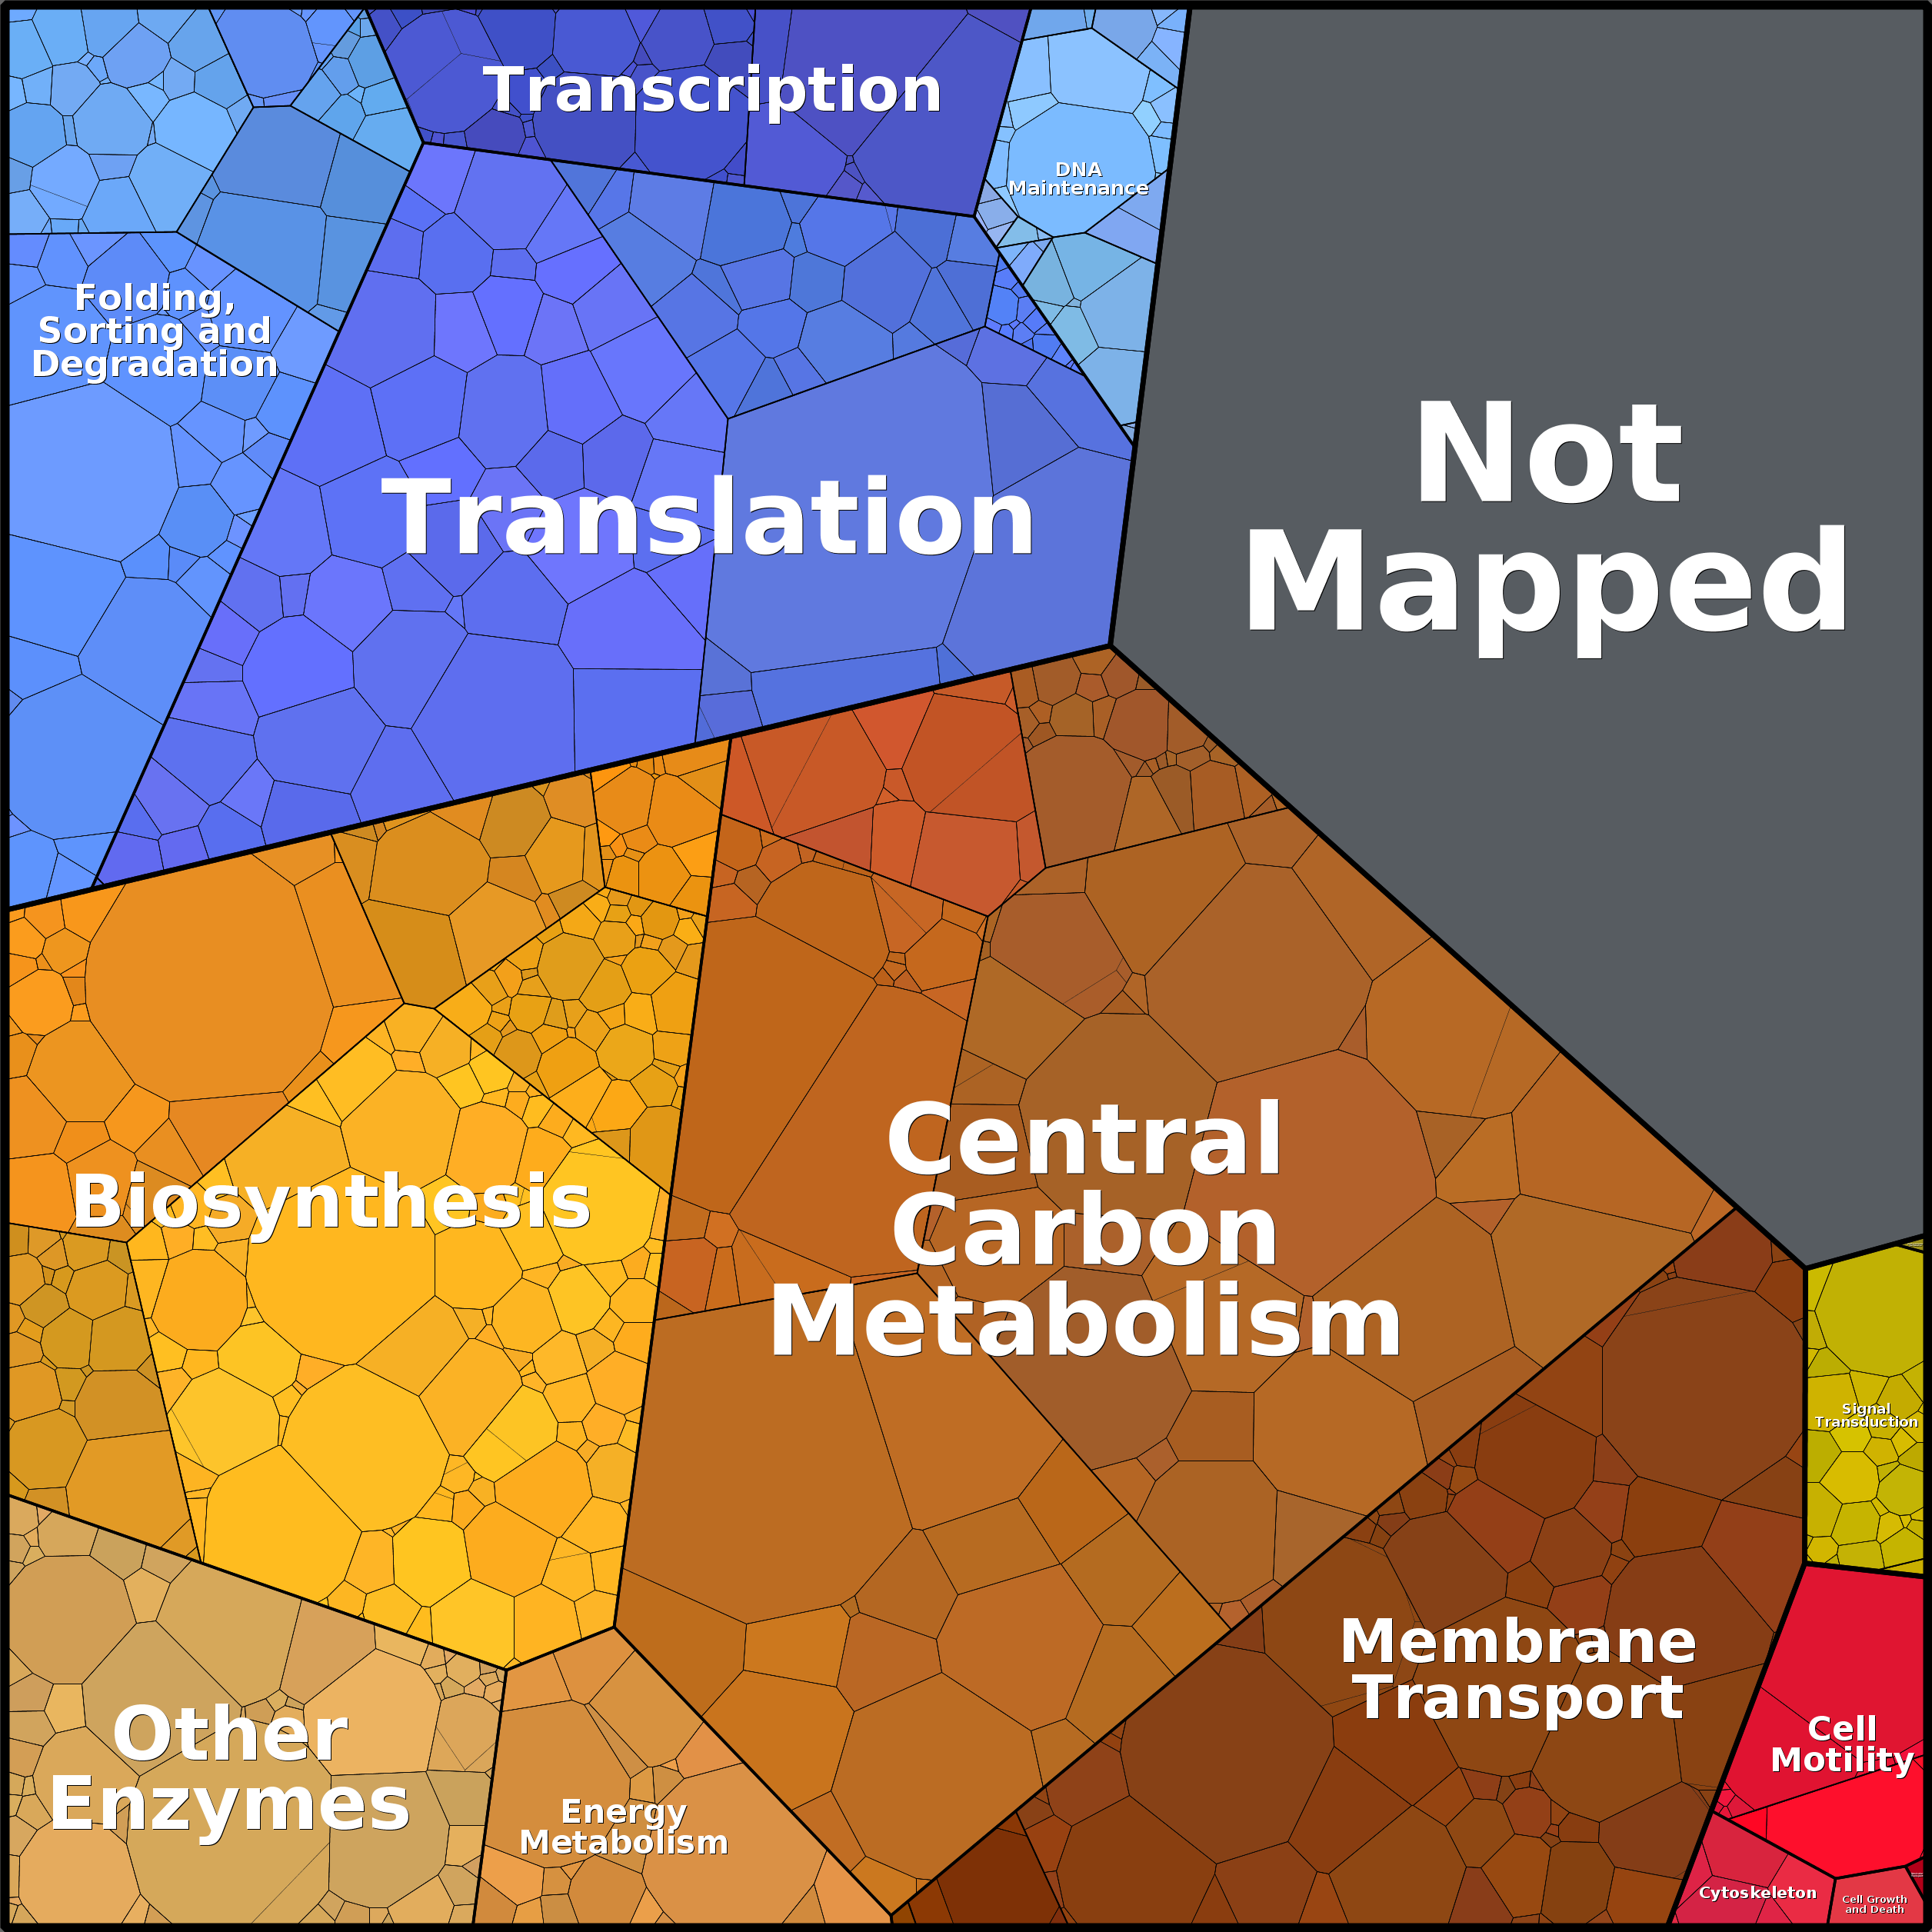 Transcription
DNA
Maintenance
Folding,
Sorting and
Degradation
Translation
Not
Mapped
Central
Carbon
Metabolism
Biosynthesis
Signal
Transduction
Membrane
Transport
Other
Enzymes
Energy
Metabolism
Cell
Motility
Cytoskeleton
Cell Growth
and Death